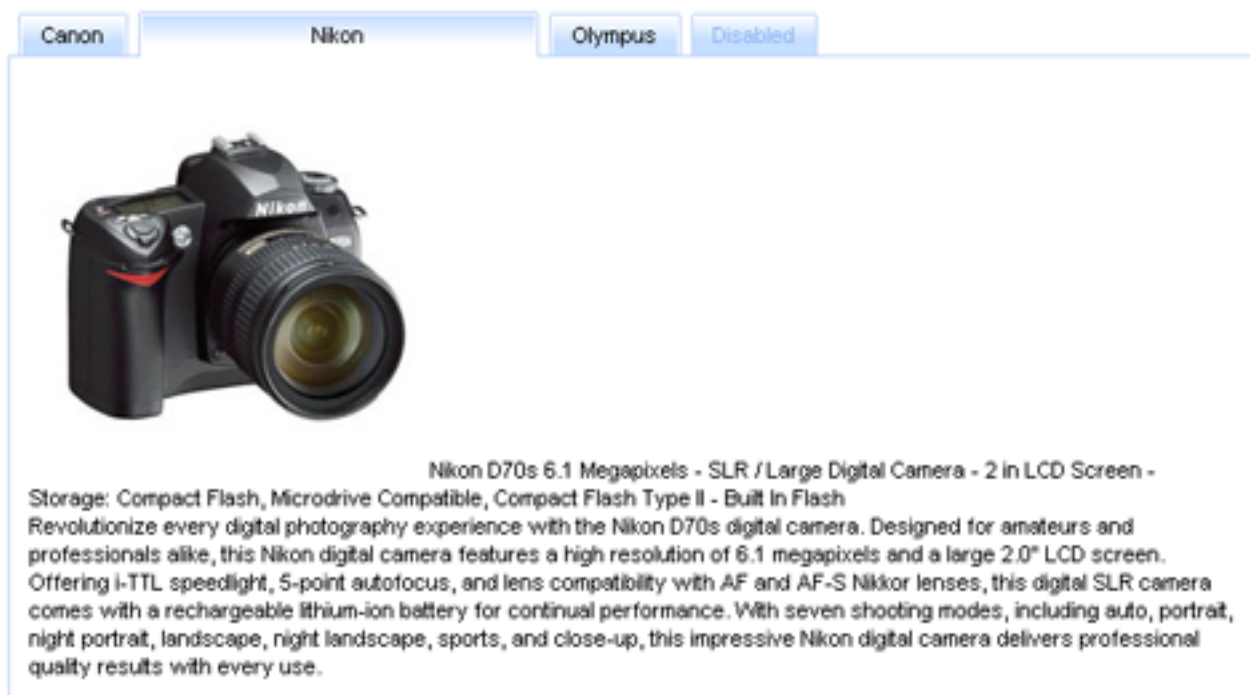 Canon
Nikon
Olympus
Disabled
Nikon
Nikon D70s 6.1 Megapixels - SLR / Large Digital Camera - 2 in LCD Screen -
Storage: Compact Flash, Microdrive Compatible, Compact Flash Type II - Built In Flash
Revolutionize every digital photography experience with the Nikon D70s digital camera. Designed for amateurs and
professionals alike, this Nikon digital camera features a high resolution of 6.1 megapixels and a large 2.0" LCD screen.
Offering i-TTL speedlight, 5-point autofocus, and lens compatibility with AF and AF-S Nikkor lenses, this digital SLR camera
comes with a rechargeable lithium-ion battery for continual performance. With seven shooting modes, including auto, portrait,
night portrait, landscape, night landscape, sports, and close-up, this impressive Nikon digital camera delivers professional
quality results with every use.